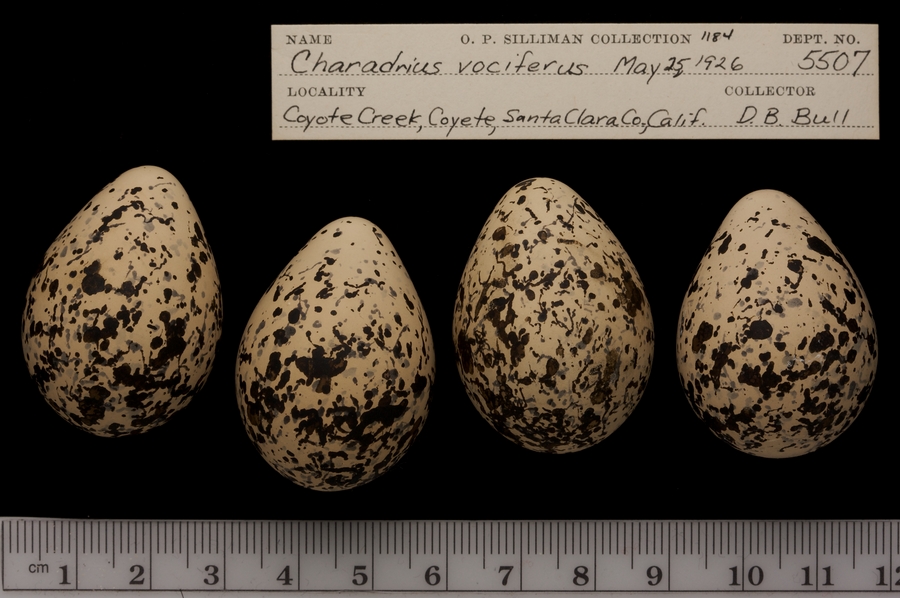 NAME O. P. SILLIMAN COLLECTION 1184 DEPT. NO.
Charadrius vociferus May 25, 1926 5507
LOCALITY COLLECTOR
Coyote Creek, Coyete, Santa Clara Co., Calif. D. B. Bull
cm 1 2 3 4 5 6 7 8 9 10 11 12